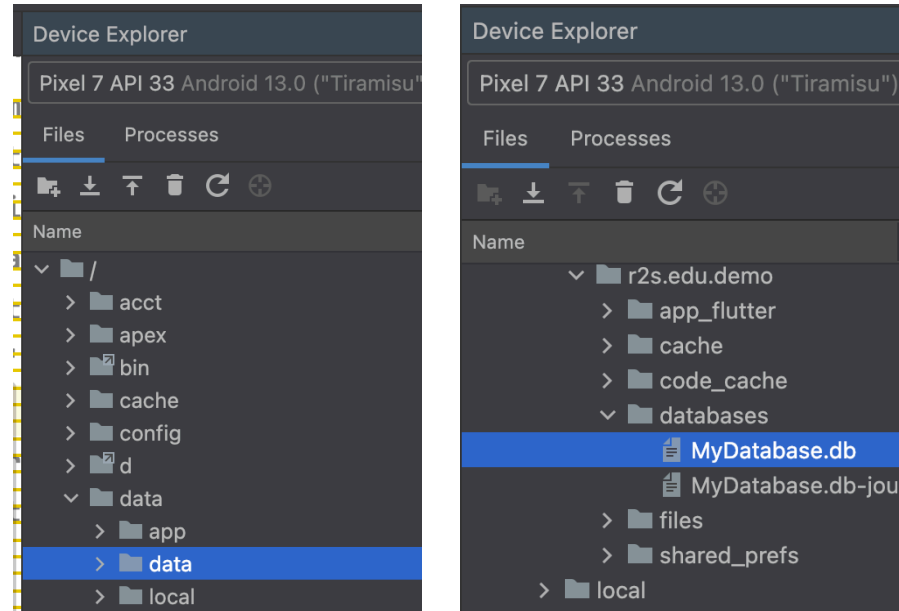 Device Explorer
Pixel 7 API 33 Android 13.0 ("Tiramisu"
Files Processes
Name
/
acct
apex
bin
cache
config
d
data
app
data
local
Device Explorer
Pixel 7 API 33 Android 13.0 ("Tiramisu")
Files Processes
Name
r2s.edu.demo
app_flutter
cache
code_cache
databases
MyDatabase.db
MyDatabase.db-jou
files
shared_prefs
local